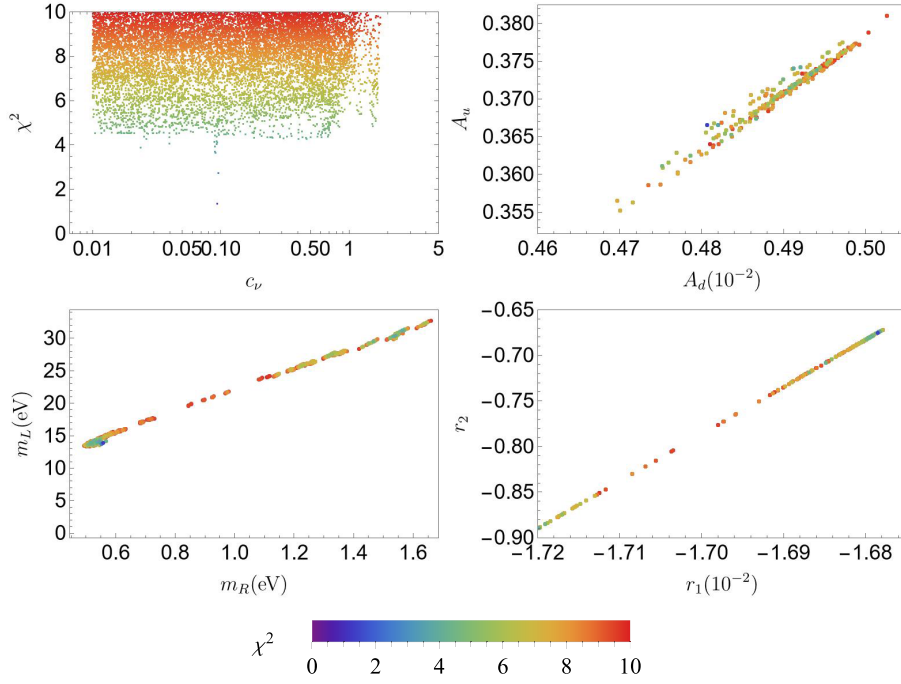 10
8
6
4
2
0
χ²
0.01 0.05 0.10 0.50 1 5
c_ν
0.380
0.375
0.370
0.365
0.360
0.355
A_u
0.46 0.47 0.48 0.49 0.50
A_d(10⁻²)
30
25
20
15
10
5
0
m_L(eV)
0.6 0.8 1.0 1.2 1.4 1.6
m_R(eV)
−0.65
−0.70
−0.75
−0.80
−0.85
−0.90
r_2
−1.72 −1.71 −1.70 −1.69 −1.68
r_1(10⁻²)
χ²
0 2 4 6 8 10